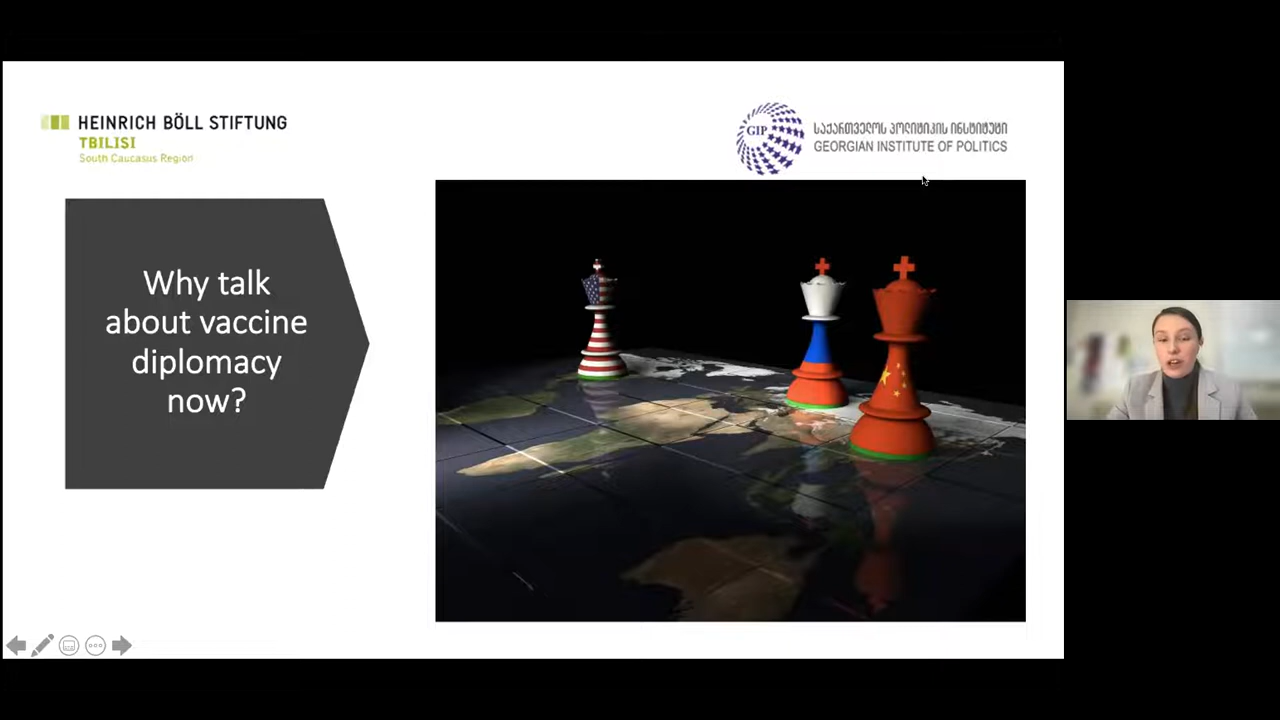 HEINRICH BÖLL STIFTUNG
TBILISI
South Caucasus Region
GIP
საქართველოს პოლიტიკის ინსტიტუტი
GEORGIAN INSTITUTE OF POLITICS
Why talk
about vaccine
diplomacy
now?